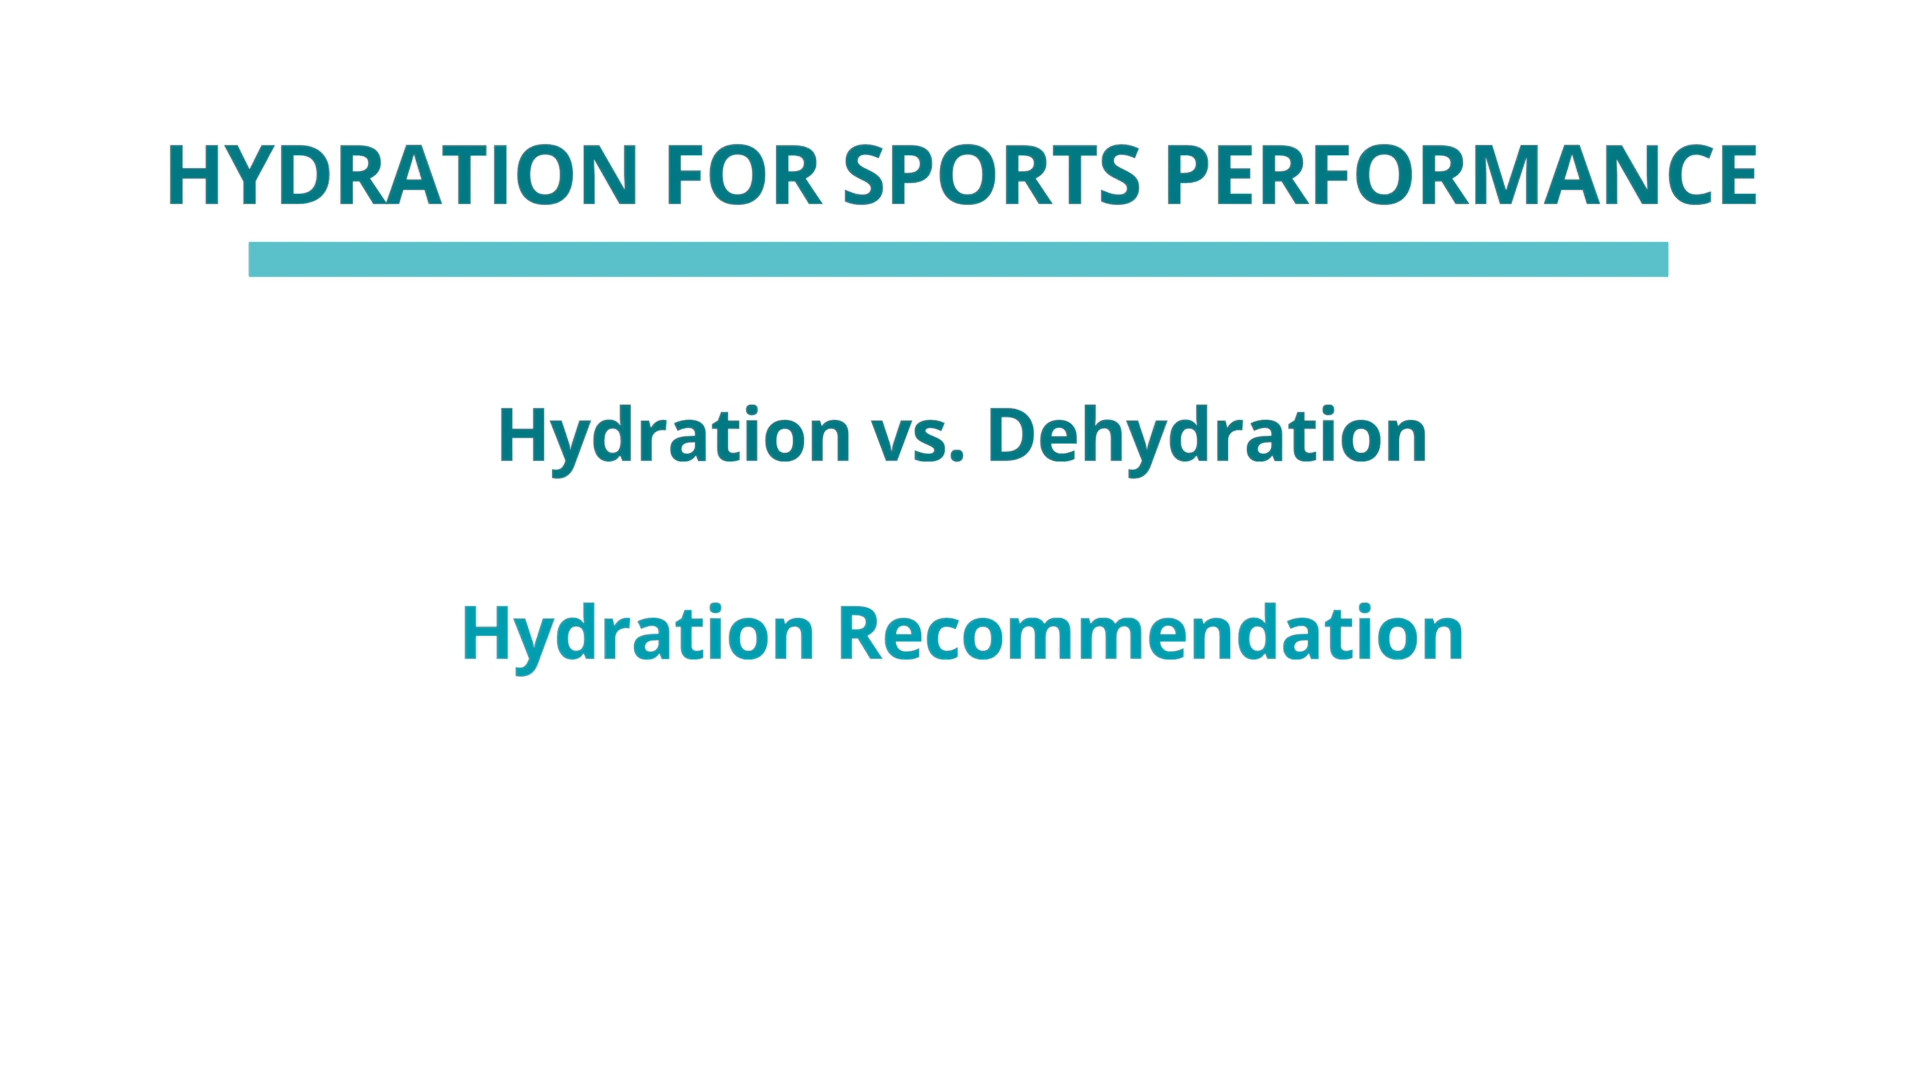 HYDRATION FOR SPORTS PERFORMANCE
Hydration vs. Dehydration
Hydration Recommendation